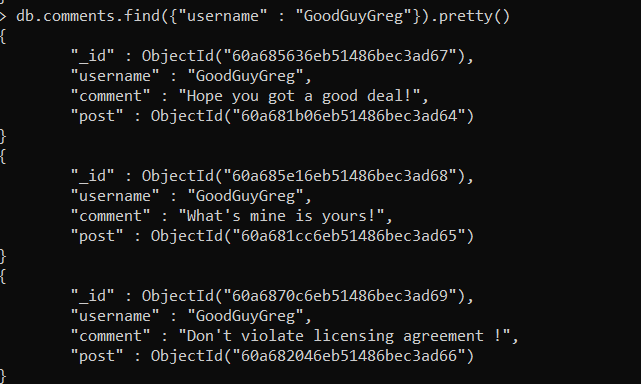 > db.comments.find({"username" : "GoodGuyGreg"}).pretty()
{
"_id" : ObjectId("60a685636eb51486bec3ad67"),
"username" : "GoodGuyGreg",
"comment" : "Hope you got a good deal!",
"post" : ObjectId("60a681b06eb51486bec3ad64")
}
{
"_id" : ObjectId("60a685e16eb51486bec3ad68"),
"username" : "GoodGuyGreg",
"comment" : "What's mine is yours!",
"post" : ObjectId("60a681cc6eb51486bec3ad65")
}
{
"_id" : ObjectId("60a6870c6eb51486bec3ad69"),
"username" : "GoodGuyGreg",
"comment" : "Don't violate licensing agreement !",
"post" : ObjectId("60a682046eb51486bec3ad66")
}